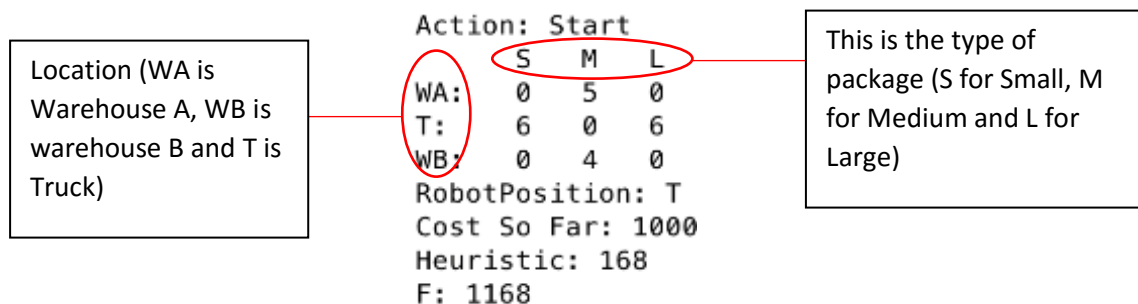 Location (WA is
Warehouse A, WB is
warehouse B and T is
Truck)
Action: Start
S M L
WA: 0 5 0
T: 6 0 6
WB: 0 4 0
RobotPosition: T
Cost So Far: 1000
Heuristic: 168
F: 1168
This is the type of
package (S for Small, M
for Medium and L for
Large)